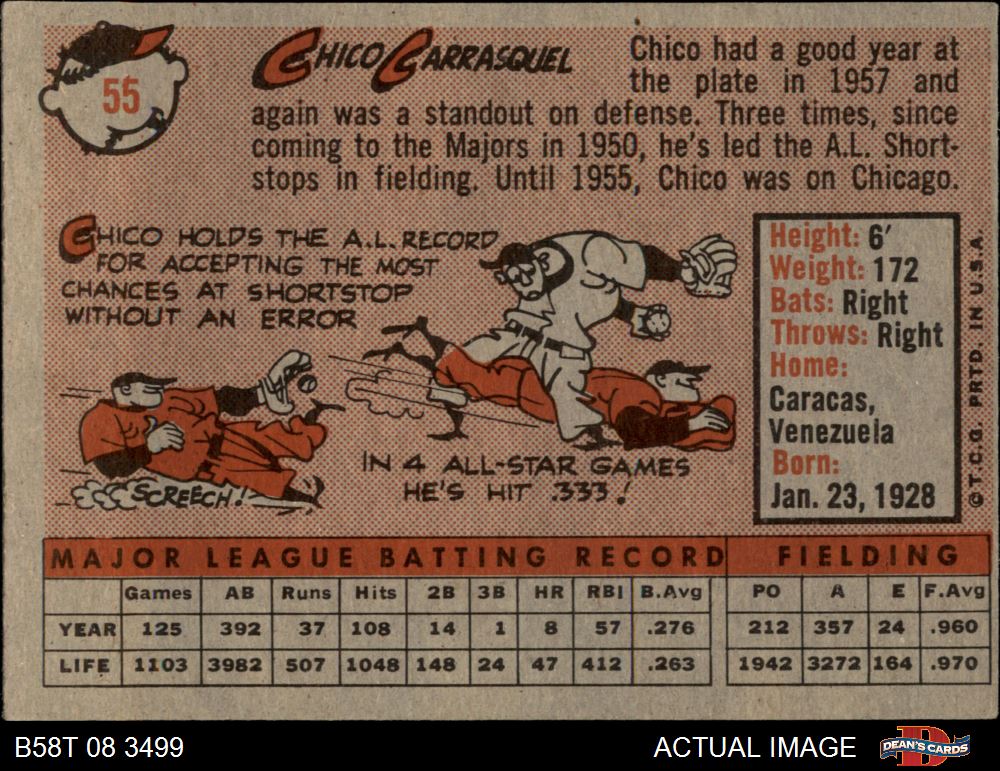 55
CHICO CARRASQUEL
Chico had a good year at
the plate in 1957 and
again was a standout on defense. Three times, since
coming to the Majors in 1950, he's led the A.L. Short-
stops in fielding. Until 1955, Chico was on Chicago.
CHICO HOLDS THE A.L. RECORD
FOR ACCEPTING THE MOST
CHANCES AT SHORTSTOP
WITHOUT AN ERROR
SCREECH!
IN 4 ALL-STAR GAMES
HE'S HIT .333!
Height: 6'
Weight: 172
Bats: Right
Throws: Right
Home:
Caracas,
Venezuela
Born:
Jan. 23, 1928
© T.C.G. PRTD. IN U.S.A.
MAJOR LEAGUE BATTING RECORD FIELDING
Games AB Runs Hits 2B 3B HR RBI B.Avg PO A E F.Avg
YEAR 125 392 37 108 14 1 8 57 .276 212 357 24 .960
LIFE 1103 3982 507 1048 148 24 47 412 .263 1942 3272 164 .970
B58T 08 3499 ACTUAL IMAGE DEAN'S CARDS